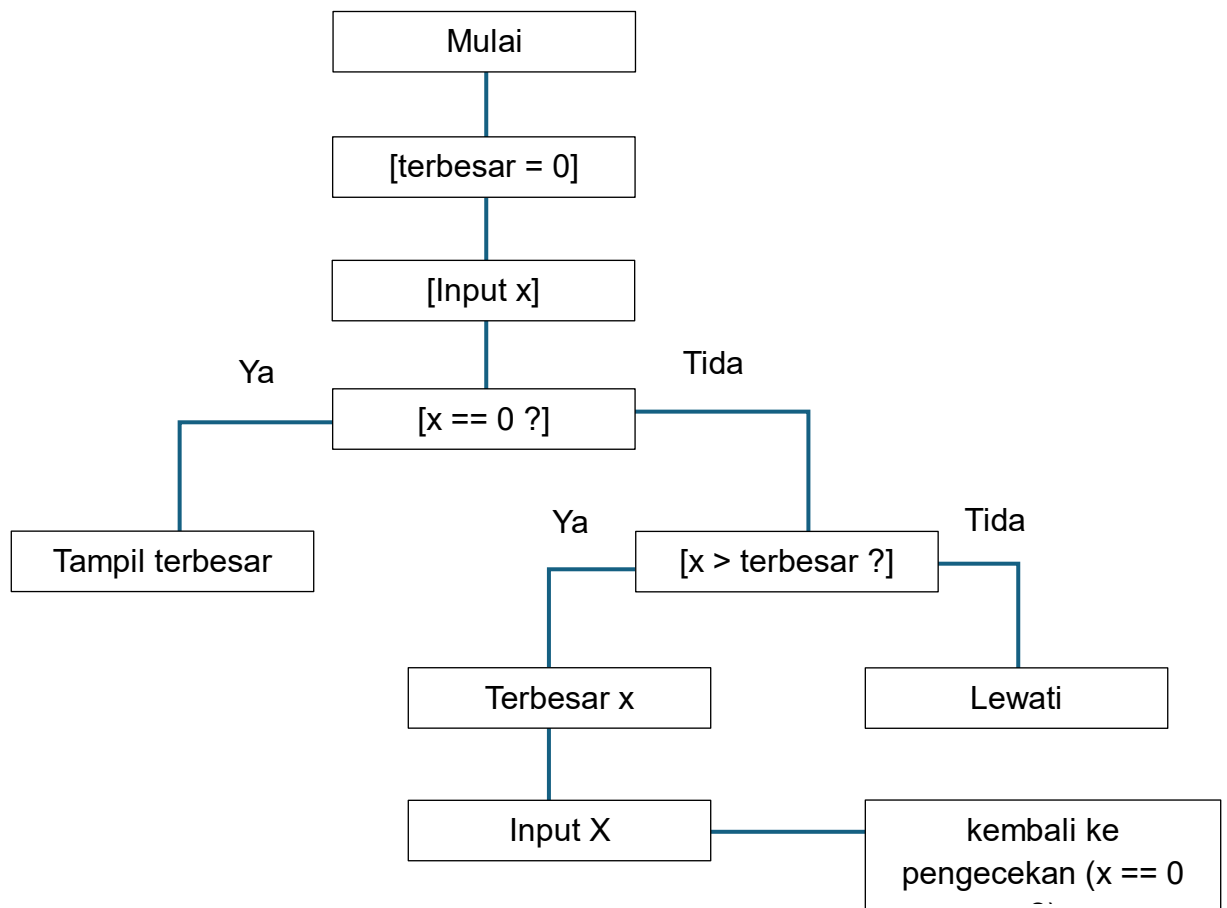 Mulai
[terbesar = 0]
[Input x]
Ya
Tida
[x == 0 ?]
Ya
Tida
Tampil terbesar
[x > terbesar ?]
Terbesar x
Lewati
Input X
kembali ke
pengecekan (x == 0